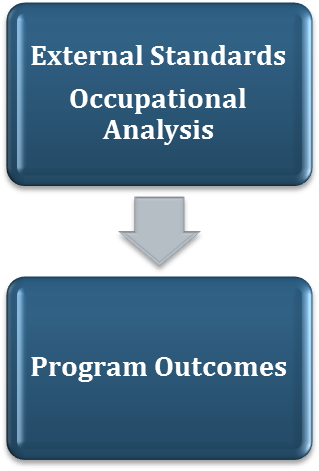 External Standards
Occupational
Analysis
Program Outcomes